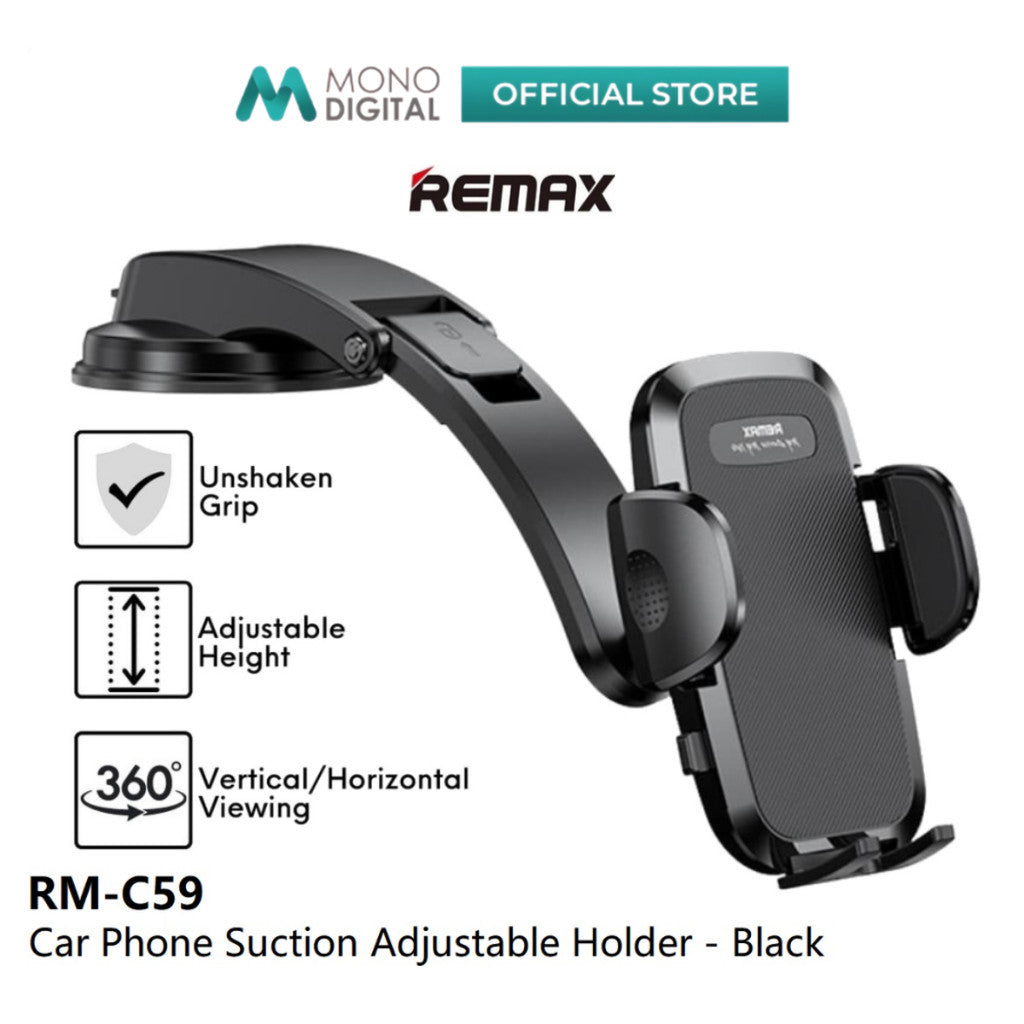 MONO
DIGITAL
OFFICIAL STORE
REMAX
REMAX
Unshaken
Grip
Adjustable
Height
360°
Vertical/Horizontal
Viewing
RM-C59
Car Phone Suction Adjustable Holder - Black